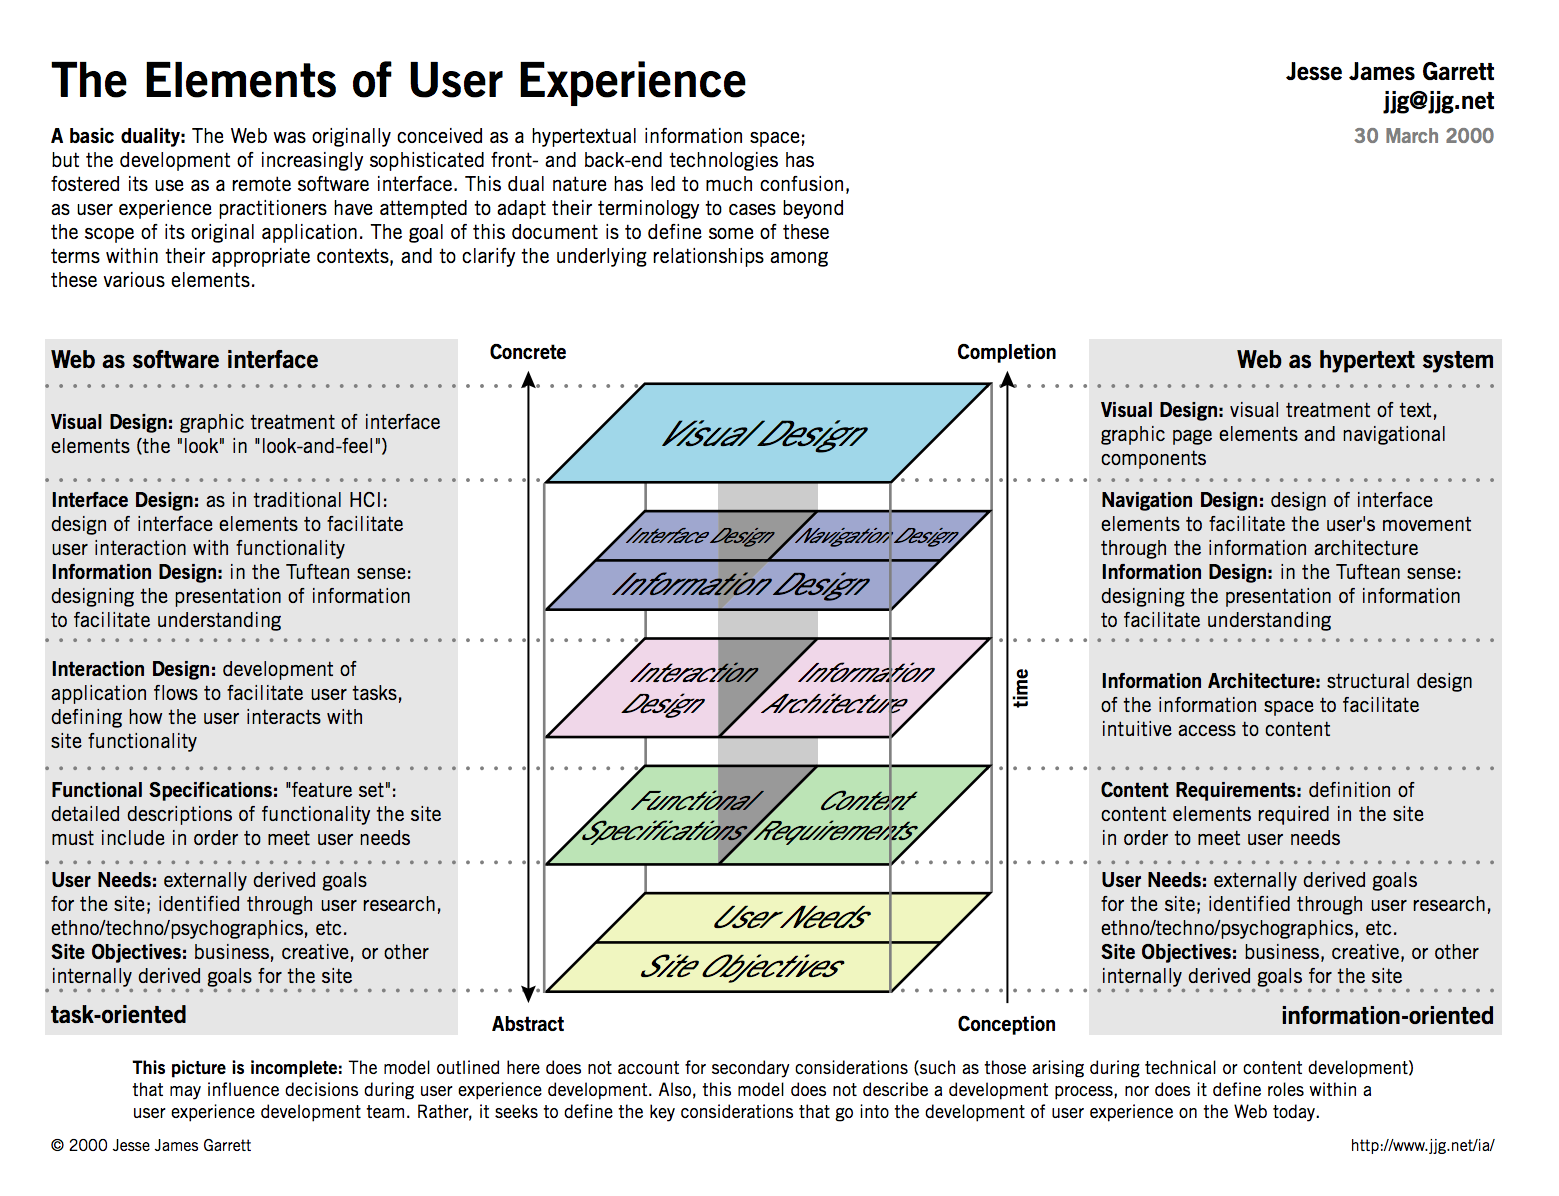 The Elements of User Experience
Jesse James Garrett
jjg@jjg.net
30 March 2000
A basic duality: The Web was originally conceived as a hypertextual information space;
but the development of increasingly sophisticated front- and back-end technologies has
fostered its use as a remote software interface. This dual nature has led to much confusion,
as user experience practitioners have attempted to adapt their terminology to cases beyond
the scope of its original application. The goal of this document is to define some of these
terms within their appropriate contexts, and to clarify the underlying relationships among
these various elements.
Web as software interface
Visual Design: graphic treatment of interface
elements (the "look" in "look-and-feel")
Interface Design: as in traditional HCI:
design of interface elements to facilitate
user interaction with functionality
Information Design: in the Tuftean sense:
designing the presentation of information
to facilitate understanding
Interaction Design: development of
application flows to facilitate user tasks,
defining how the user interacts with
site functionality
Functional Specifications: "feature set":
detailed descriptions of functionality the site
must include in order to meet user needs
User Needs: externally derived goals
for the site; identified through user research,
ethno/techno/psychographics, etc.
Site Objectives: business, creative, or other
internally derived goals for the site
task-oriented
Concrete
Completion
Visual Design
Interface Design
Navigation Design
Information Design
Interaction
Design
Information
Architecture
Functional
Specifications
Content
Requirements
User Needs
Site Objectives
time
Abstract
Conception
Web as hypertext system
Visual Design: visual treatment of text,
graphic page elements and navigational
components
Navigation Design: design of interface
elements to facilitate the user's movement
through the information architecture
Information Design: in the Tuftean sense:
designing the presentation of information
to facilitate understanding
Information Architecture: structural design
of the information space to facilitate
intuitive access to content
Content Requirements: definition of
content elements required in the site
in order to meet user needs
User Needs: externally derived goals
for the site; identified through user research,
ethno/techno/psychographics, etc.
Site Objectives: business, creative, or other
internally derived goals for the site
information-oriented
This picture is incomplete: The model outlined here does not account for secondary considerations (such as those arising during technical or content development)
that may influence decisions during user experience development. Also, this model does not describe a development process, nor does it define roles within a
user experience development team. Rather, it seeks to define the key considerations that go into the development of user experience on the Web today.
© 2000 Jesse James Garrett
http://www.jjg.net/ia/